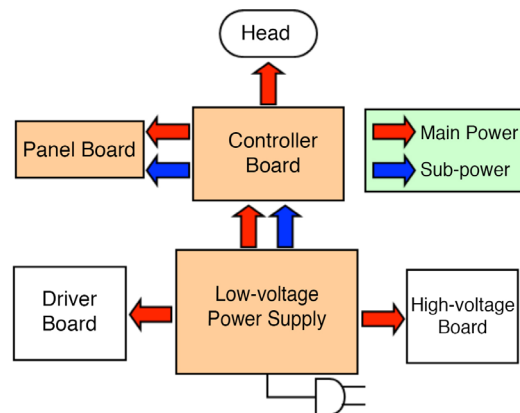 Head
Panel Board
Controller
Board
Main Power
Sub-power
Driver
Board
Low-voltage
Power Supply
High-voltage
Board